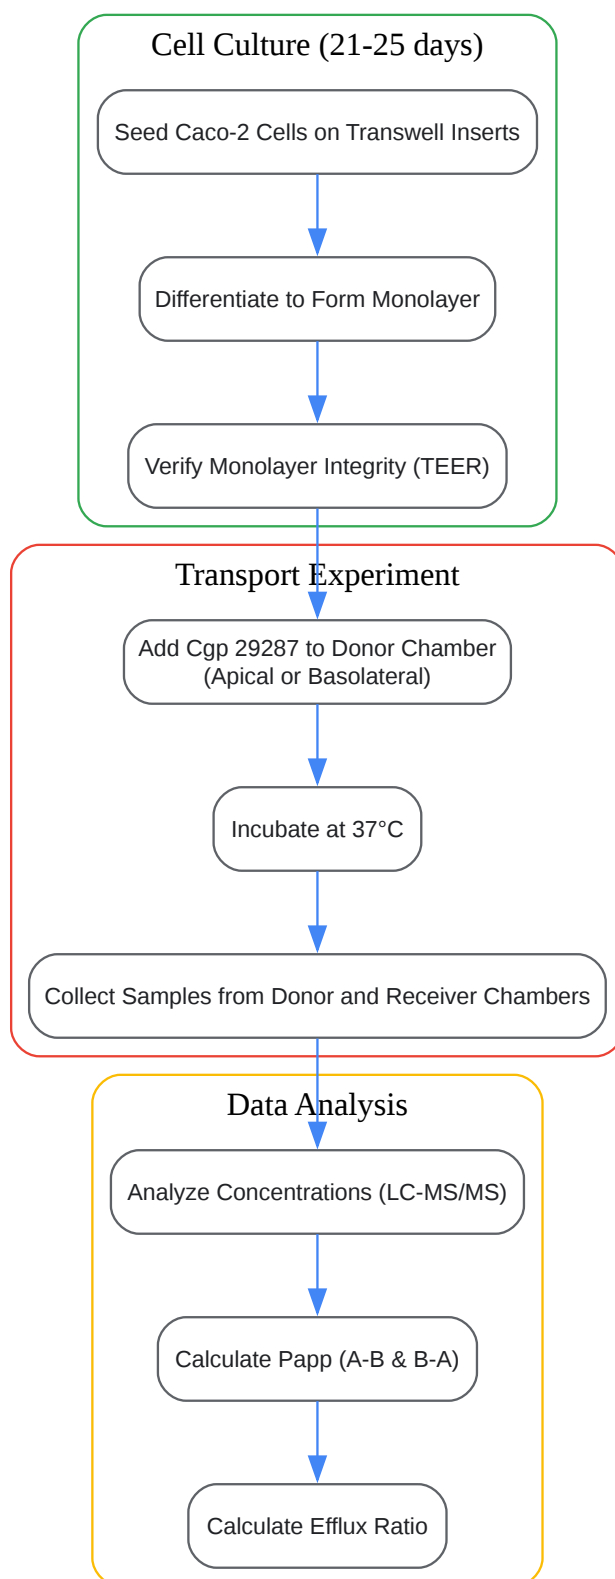 Cell Culture (21-25 days)
Seed Caco-2 Cells on Transwell Inserts
Differentiate to Form Monolayer
Verify Monolayer Integrity (TEER)
Transport Experiment
Add Cgp 29287 to Donor Chamber
(Apical or Basolateral)
Incubate at 37°C
Collect Samples from Donor and Receiver Chambers
Data Analysis
Analyze Concentrations (LC-MS/MS)
Calculate Papp (A-B & B-A)
Calculate Efflux Ratio